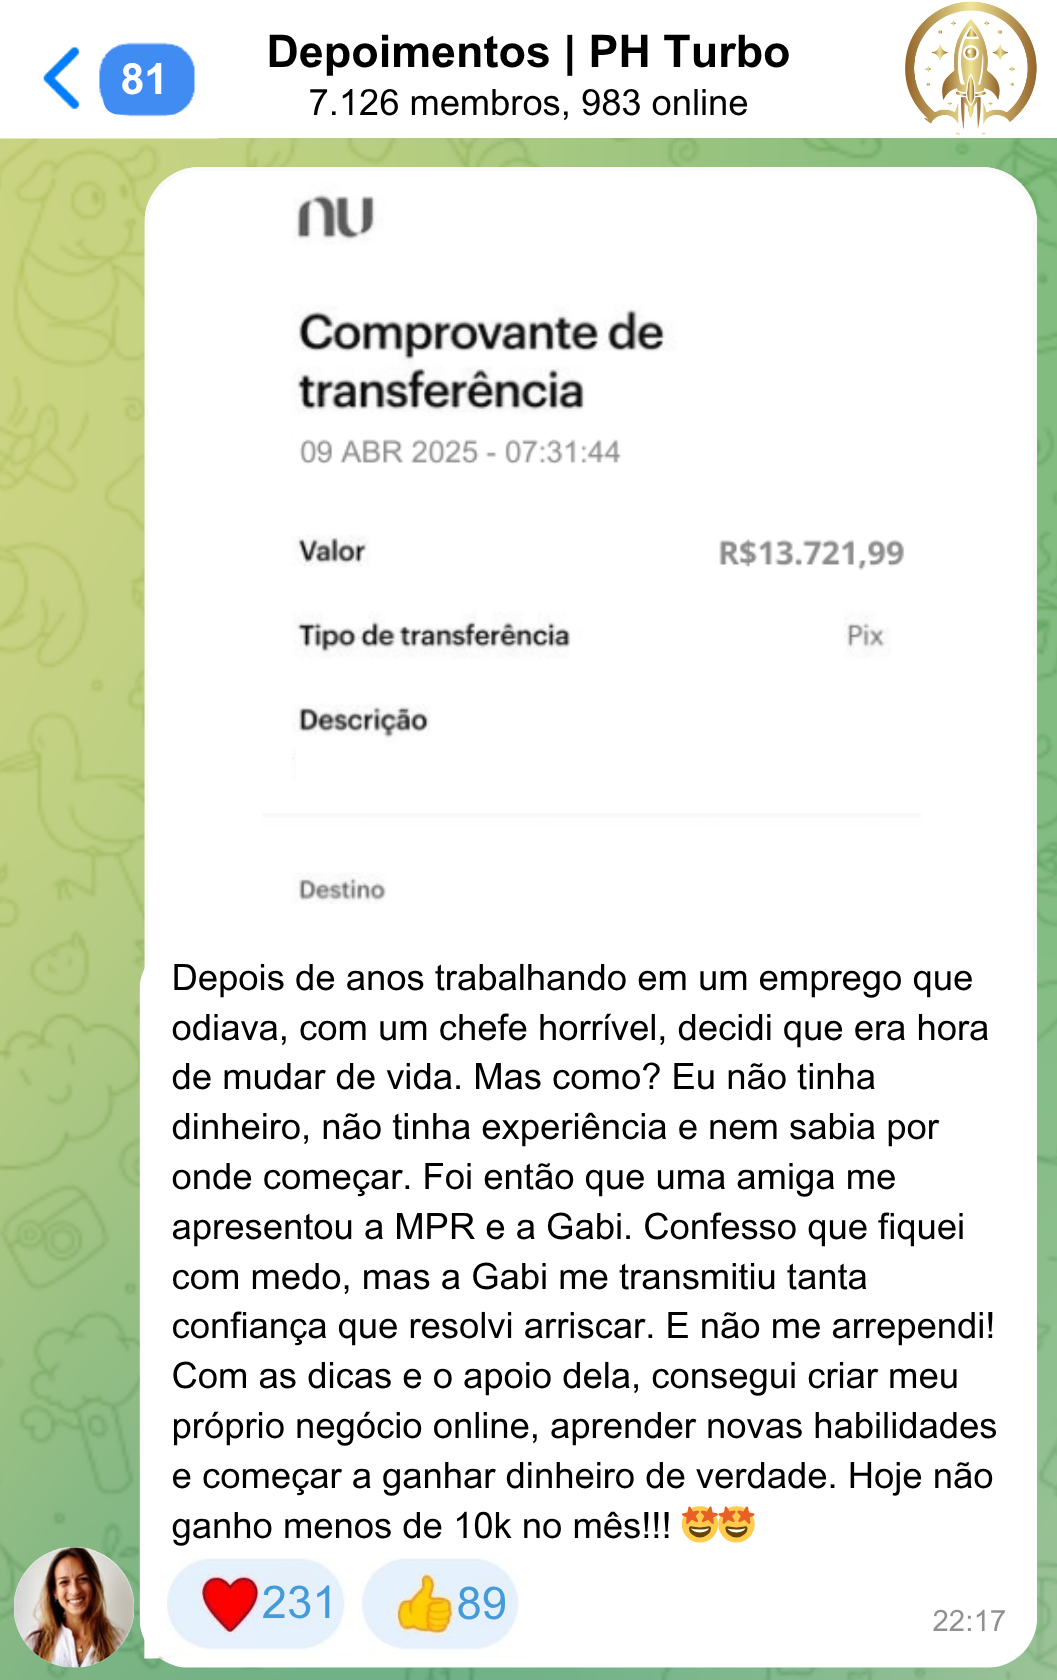 81
Depoimentos | PH Turbo
7.126 membros, 983 online
nu
Comprovante de
transferência
09 ABR 2025 - 07:31:44
Valor R$13.721,99
Tipo de transferência Pix
Descrição
Destino
Depois de anos trabalhando em um emprego que
odiava, com um chefe horrível, decidi que era hora
de mudar de vida. Mas como? Eu não tinha
dinheiro, não tinha experiência e nem sabia por
onde começar. Foi então que uma amiga me
apresentou a MPR e a Gabi. Confesso que fiquei
com medo, mas a Gabi me transmitiu tanta
confiança que resolvi arriscar. E não me arrependi!
Com as dicas e o apoio dela, consegui criar meu
próprio negócio online, aprender novas habilidades
e começar a ganhar dinheiro de verdade. Hoje não
ganho menos de 10k no mês!!! 🤩🤩
❤️231 👍89
22:17